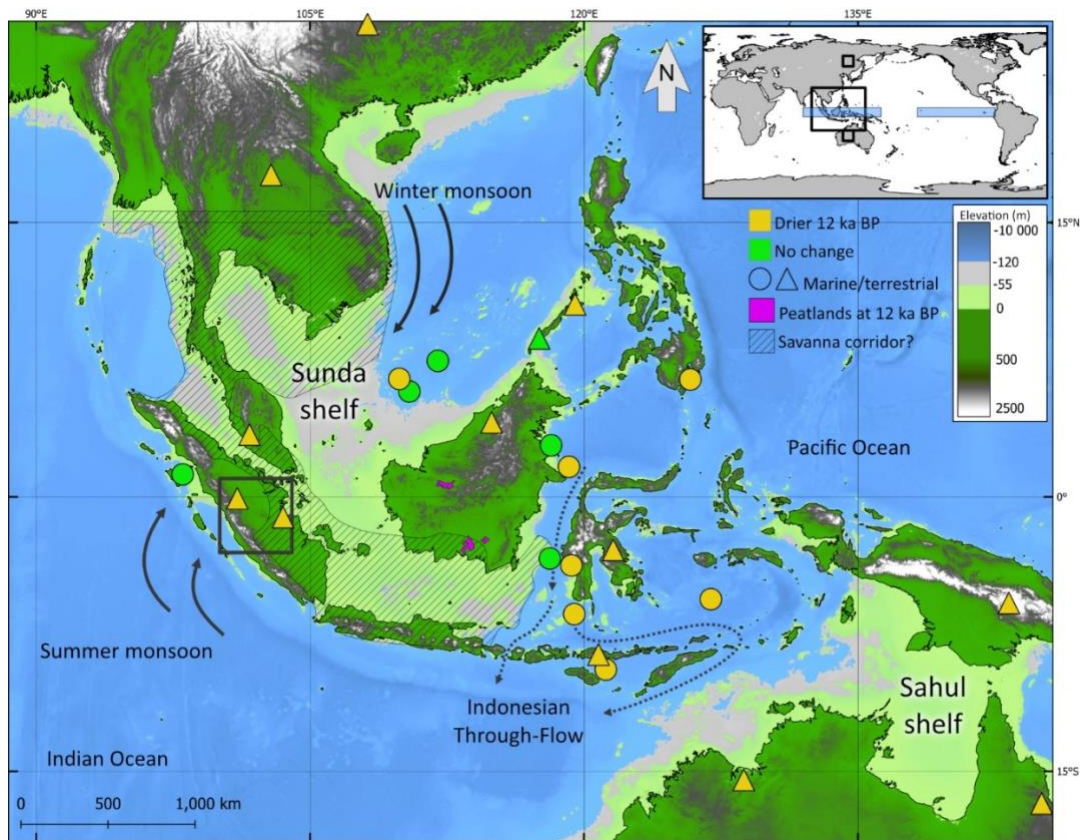 90°E
105°E
120°E
135°E
N
Winter monsoon
15°N
Drier 12 ka BP
No change
Marine/terrestrial
Peatlands at 12 ka BP
Savanna corridor?
Elevation (m)
-10 000
-120
-55
0
500
2500
Sunda
shelf
Pacific Ocean
0°
Summer monsoon
Indonesian
Through-Flow
Sahul
shelf
Indian Ocean
15°S
0
500
1,000 km